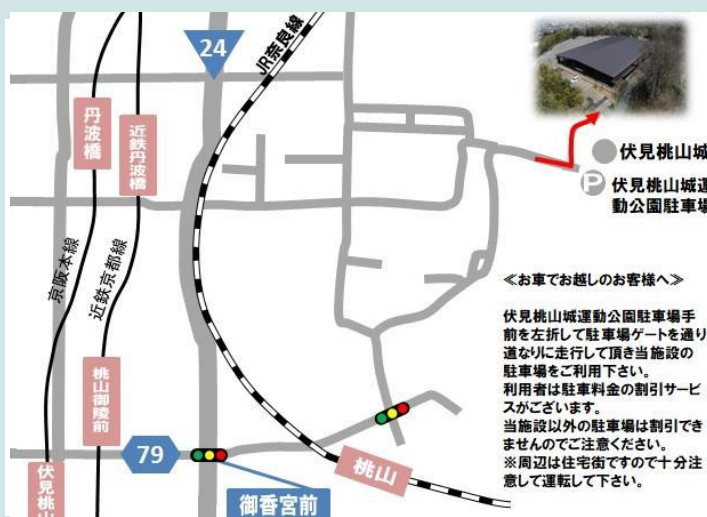 24
JR奈良線
丹波橋
近鉄丹波橋
京阪本線
近鉄京都線
桃山御陵前
伏見桃山
79
御香宮前
桃山
伏見桃山城
P
伏見桃山城運
動公園駐車場
≪お車でお越しのお客様へ≫
伏見桃山城運動公園駐車場手
前を左折して駐車場ゲートを通り
道なりに走行して頂き当施設の
駐車場をご利用下さい。
利用者は駐車料金の割引サービ
スがございます。
当施設以外の駐車場は割引でき
ませんのでご注意ください。
※周辺は住宅街ですので十分注
意して運転して下さい。